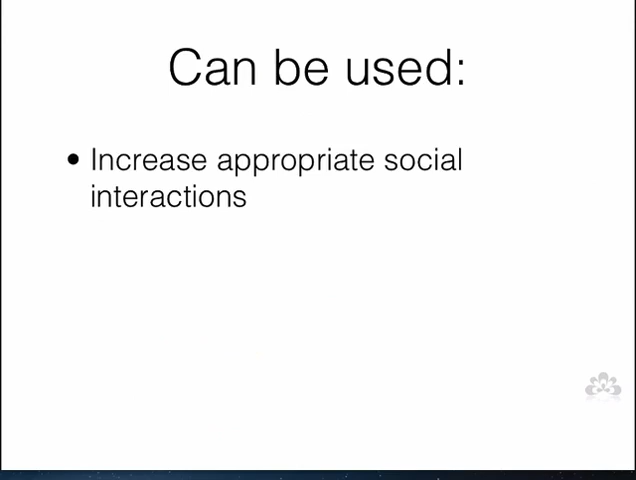 Can be used:
• Increase appropriate social
interactions